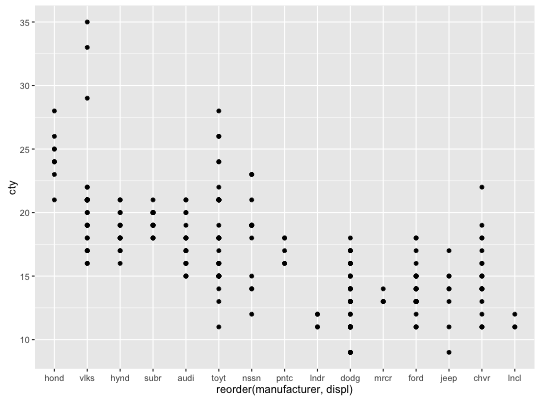 35
30
25
20
15
10
cty
hond vlks hynd subr audi toyt nssn pntc lndr dodg mrcr ford jeep chvr lncl
reorder(manufacturer, displ)